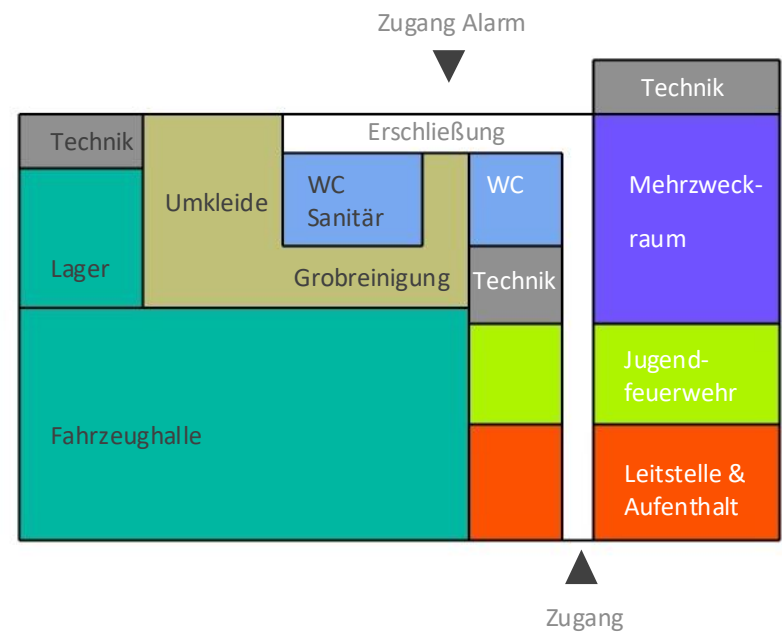 Zugang Alarm
Technik
Technik
Erschließung
Umkleide
WC
Sanitär
WC
Mehrzweck-
raum
Lager
Grobreinigung
Technik
Jugend-
feuerwehr
Fahrzeughalle
Leitstelle &
Aufenthalt
Zugang